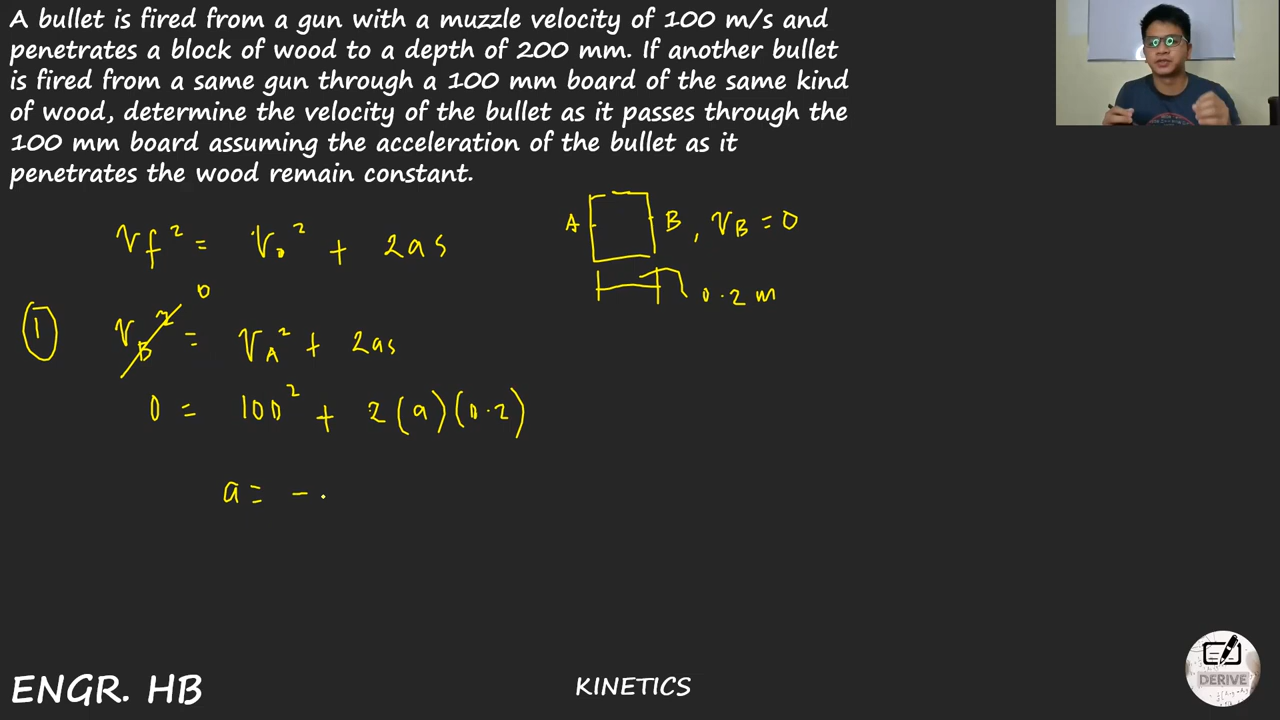 A bullet is fired from a gun with a muzzle velocity of 100 m/s and
penetrates a block of wood to a depth of 200 mm. If another bullet
is fired from a same gun through a 100 mm board of the same kind
of wood, determine the velocity of the bullet as it passes through the
100 mm board assuming the acceleration of the bullet as it
penetrates the wood remain constant.
A B, VB = 0
0.2 m
Vf² = V₀² + 2as
0
1 VB² = VA² + 2as
0 = 100² + 2(a)(0.2)
a = - .
ENGR. HB
KINETICS
DERIVE